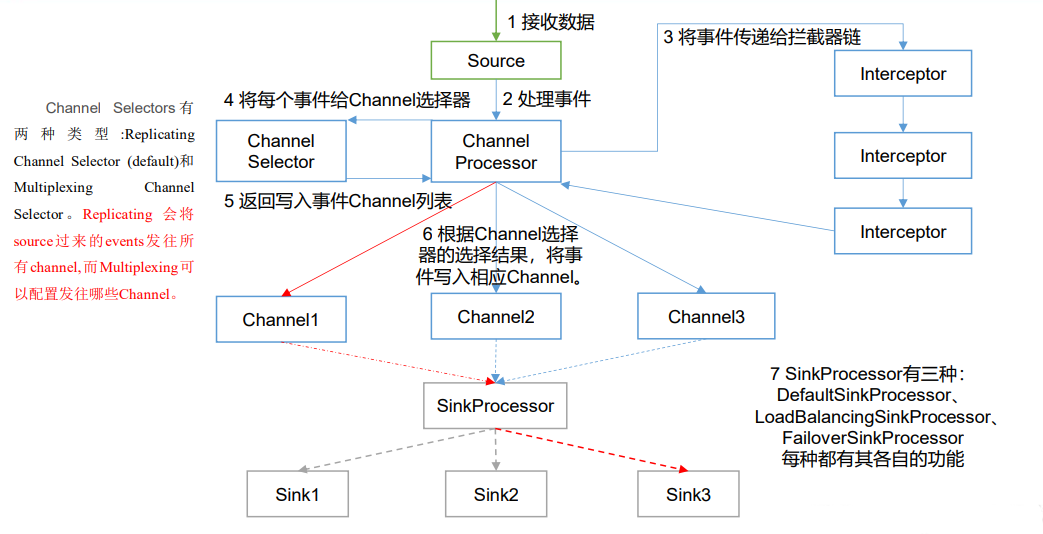 1 接收数据
Source
3 将事件传递给拦截器链
Interceptor
4 将每个事件给Channel选择器
2 处理事件
Channel Selectors有
两种类型:Replicating
Channel Selector (default)和
Multiplexing Channel
Selector。Replicating 会将
source过来的events发往所
有channel,而Multiplexing可
以配置发往哪些Channel。
Channel
Selector
Channel
Processor
Interceptor
5 返回写入事件Channel列表
Interceptor
6 根据Channel选择
器的选择结果，将事
件写入相应Channel。
Channel1
Channel2
Channel3
SinkProcessor
7 SinkProcessor有三种：
DefaultSinkProcessor、
LoadBalancingSinkProcessor、
FailoverSinkProcessor
每种都有其各自的功能
Sink1
Sink2
Sink3